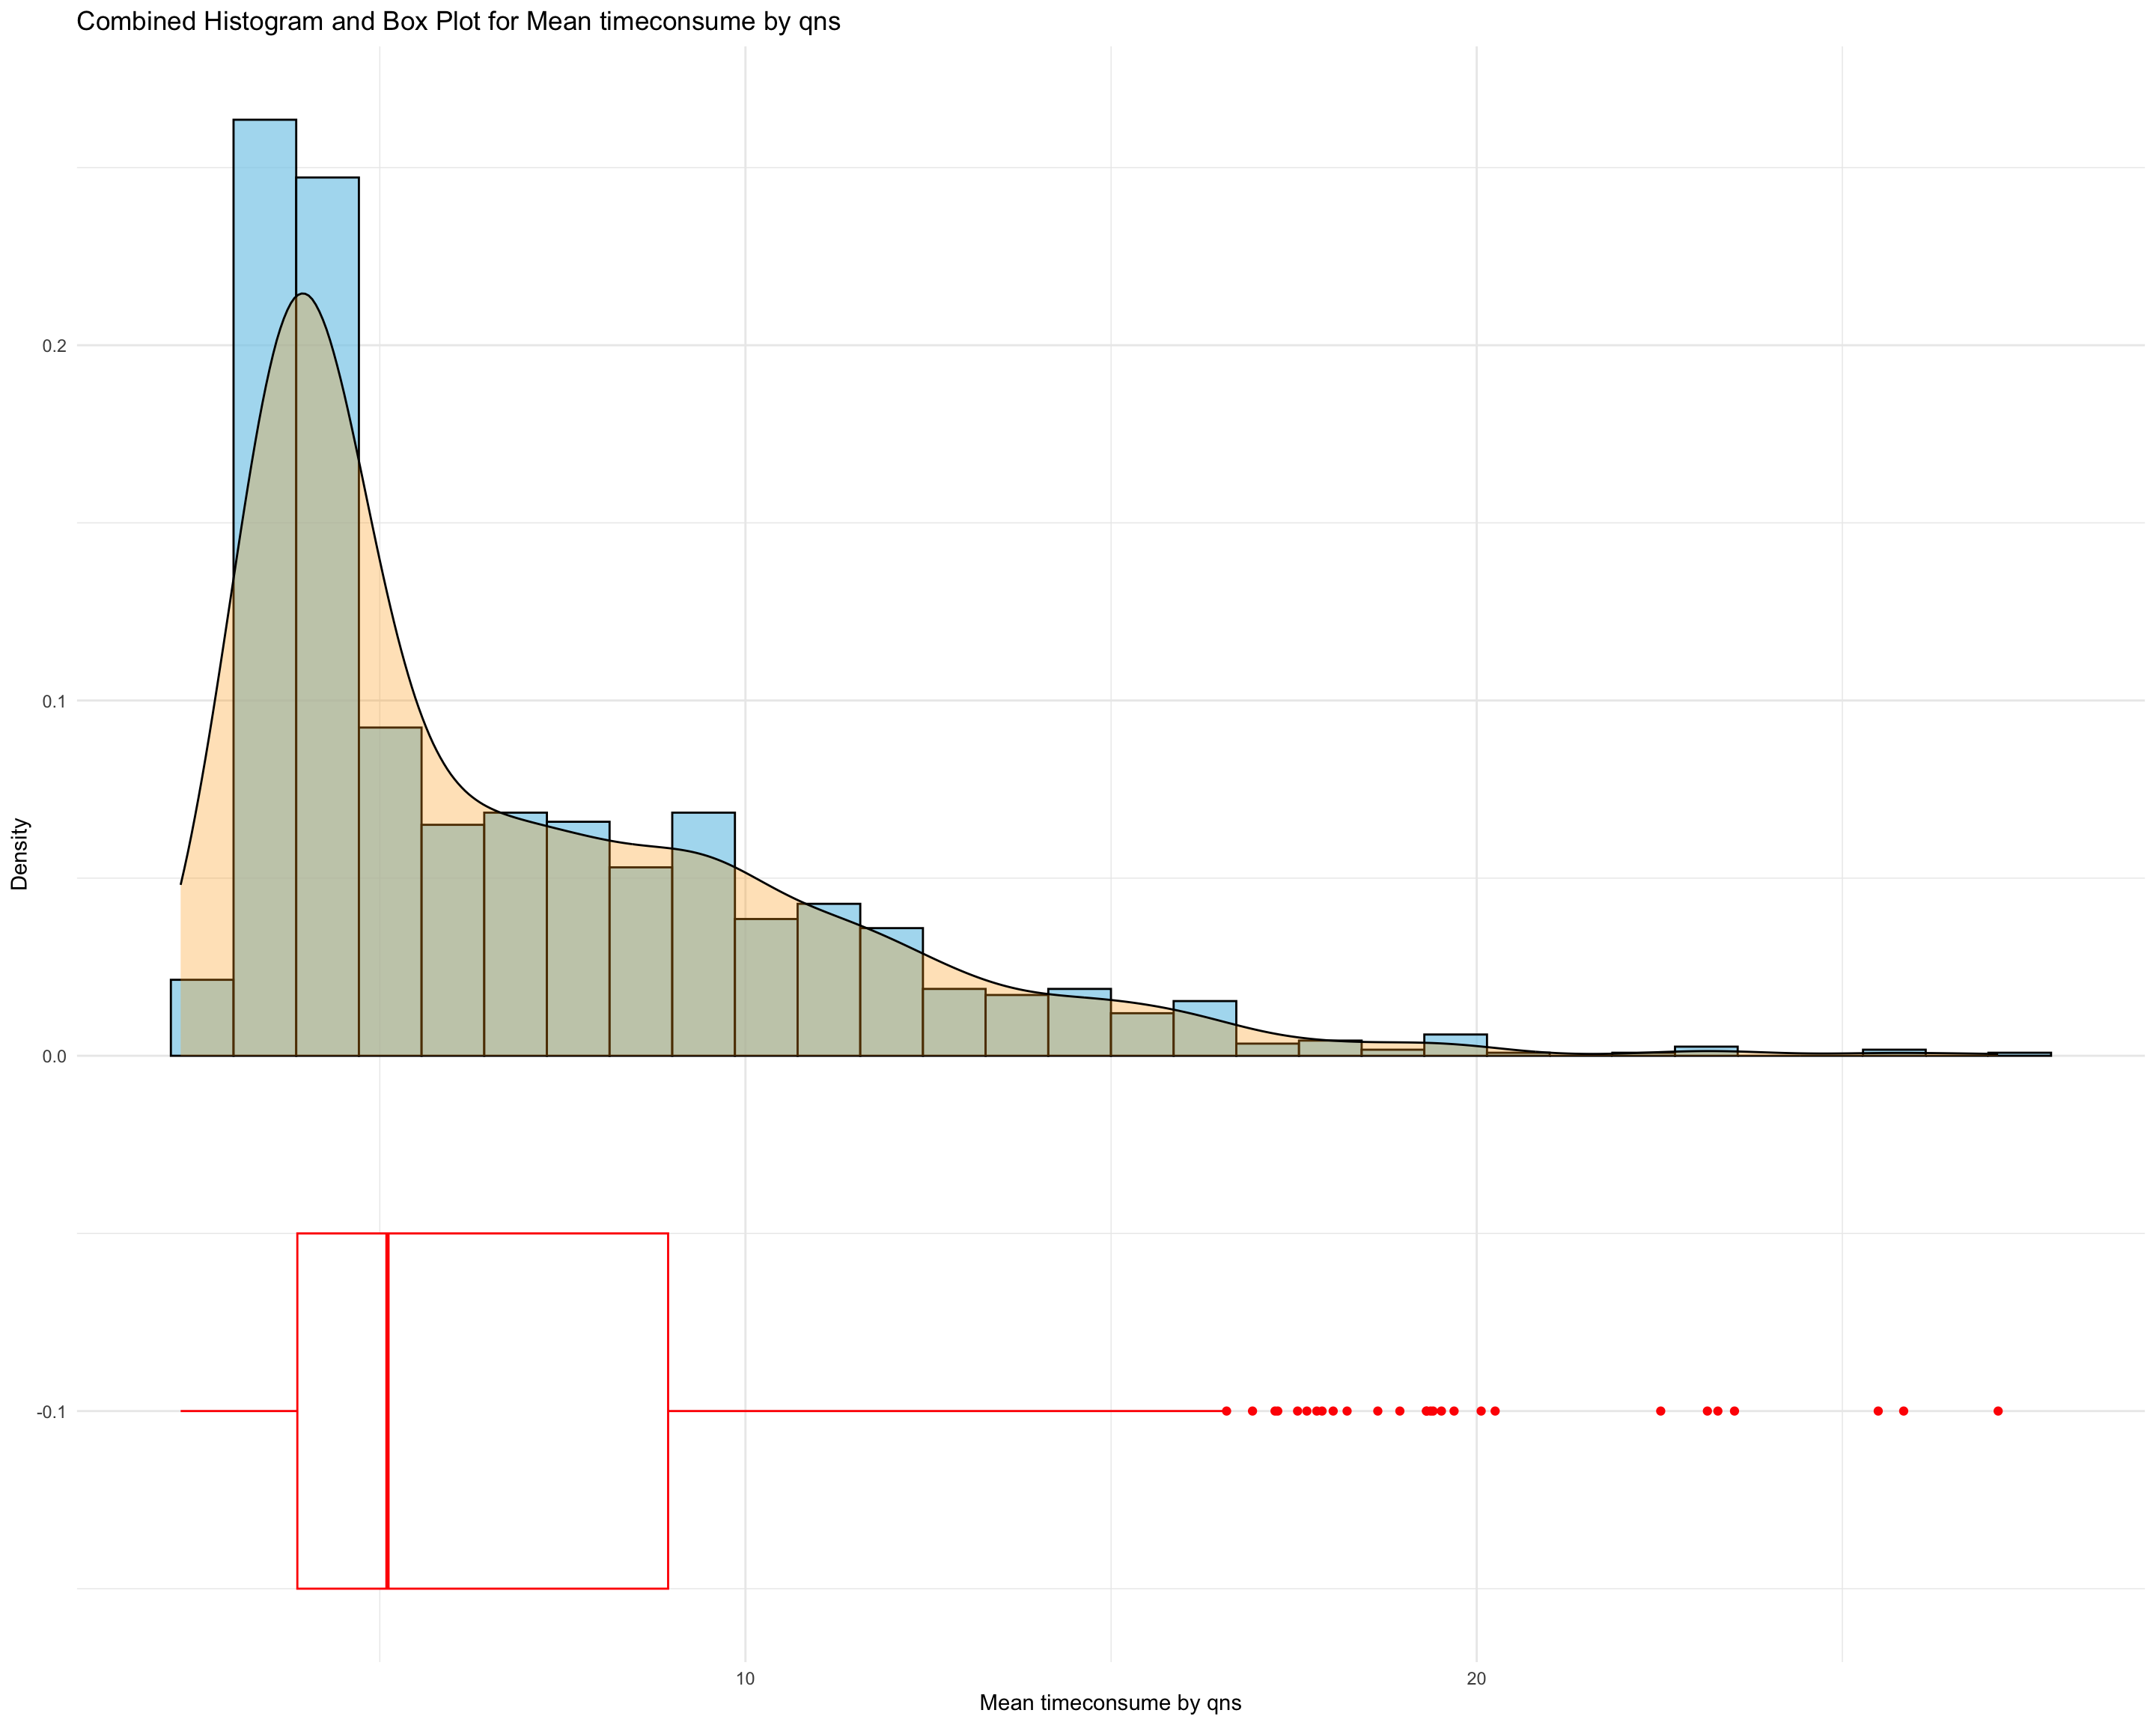 Combined Histogram and Box Plot for Mean timeconsume by qns
0.2
0.1
0.0
-0.1
Density
10
20
Mean timeconsume by qns